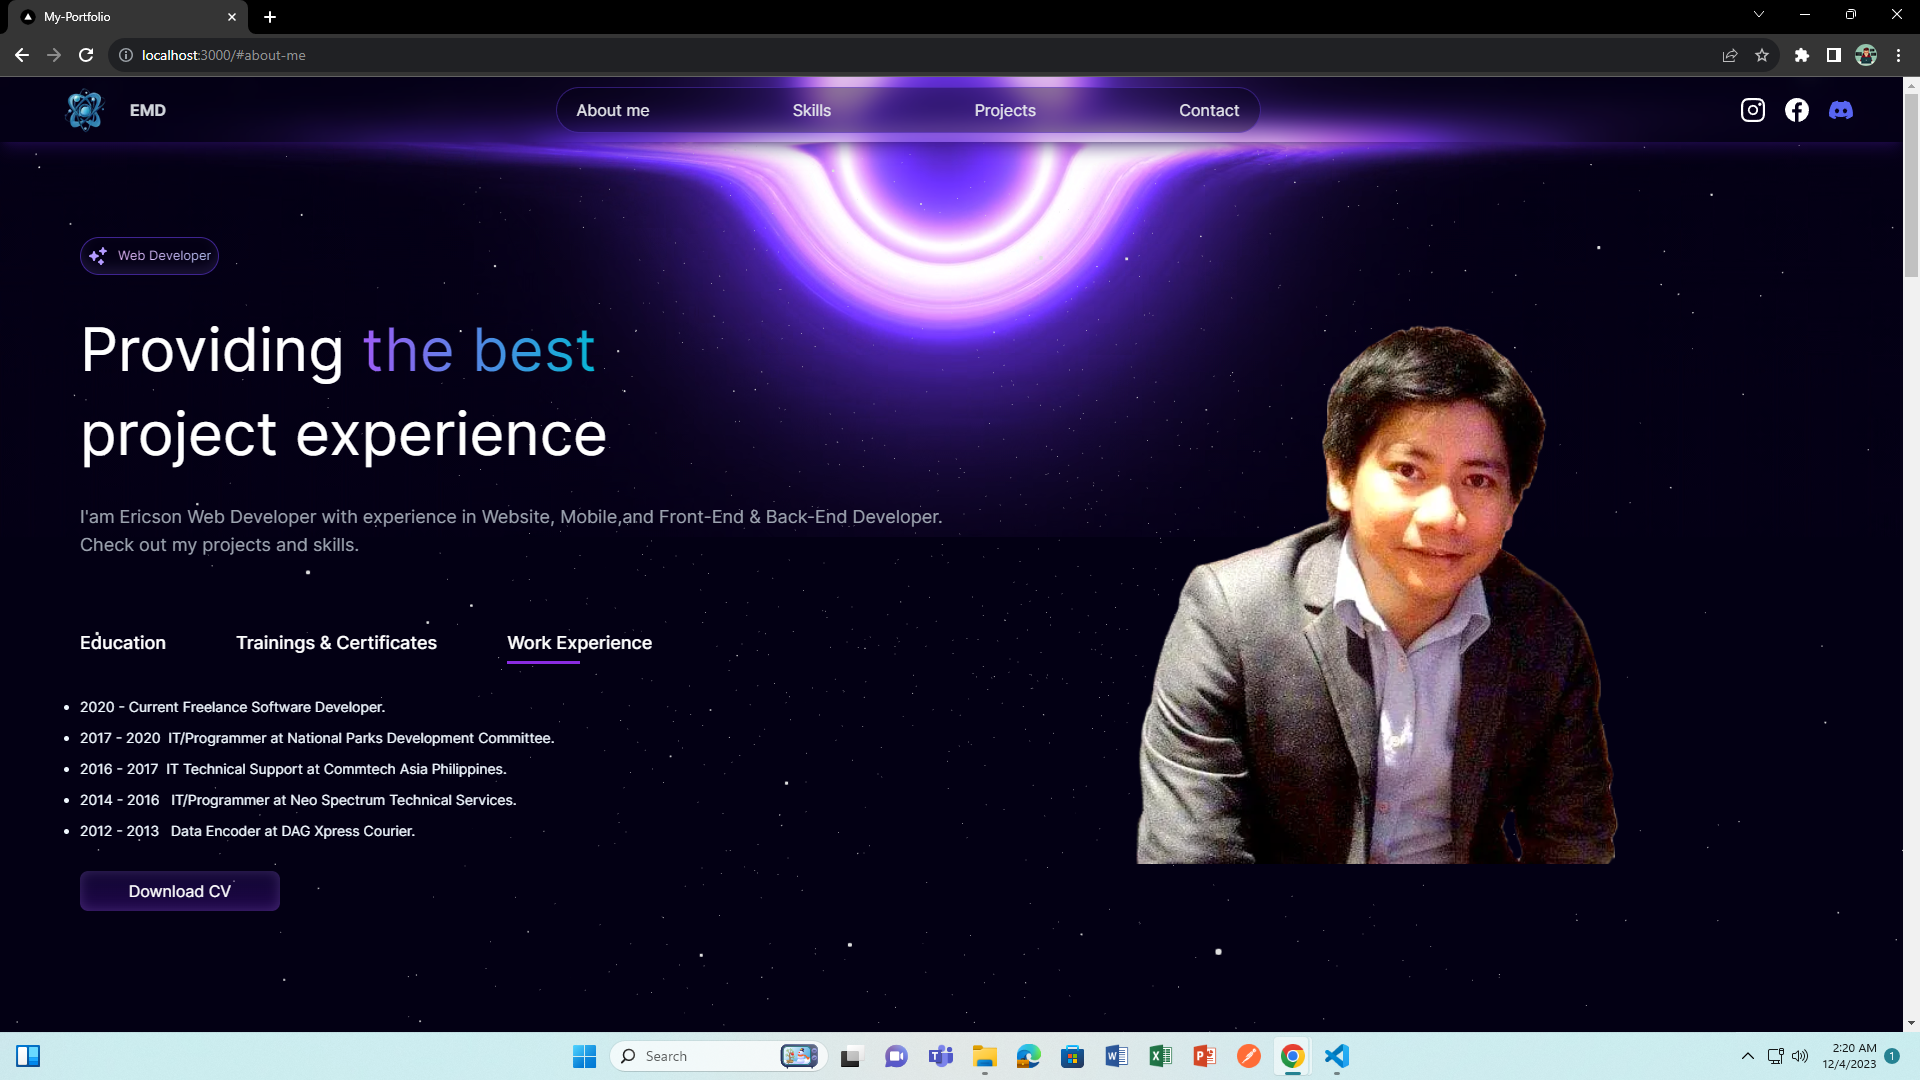 My-Portfolio
localhost:3000/#about-me
EMD
About me
Skills
Projects
Contact
Web Developer
Providing the best
project experience
I'am Ericson Web Developer with experience in Website, Mobile,and Front-End & Back-End Developer.
Check out my projects and skills.
Education
Trainings & Certificates
Work Experience
2020 - Current Freelance Software Developer.
2017 - 2020 IT/Programmer at National Parks Development Committee.
2016 - 2017 IT Technical Support at Commtech Asia Philippines.
2014 - 2016 IT/Programmer at Neo Spectrum Technical Services.
2012 - 2013 Data Encoder at DAG Xpress Courier.
Download CV
Search
2:20 AM
12/4/2023
1